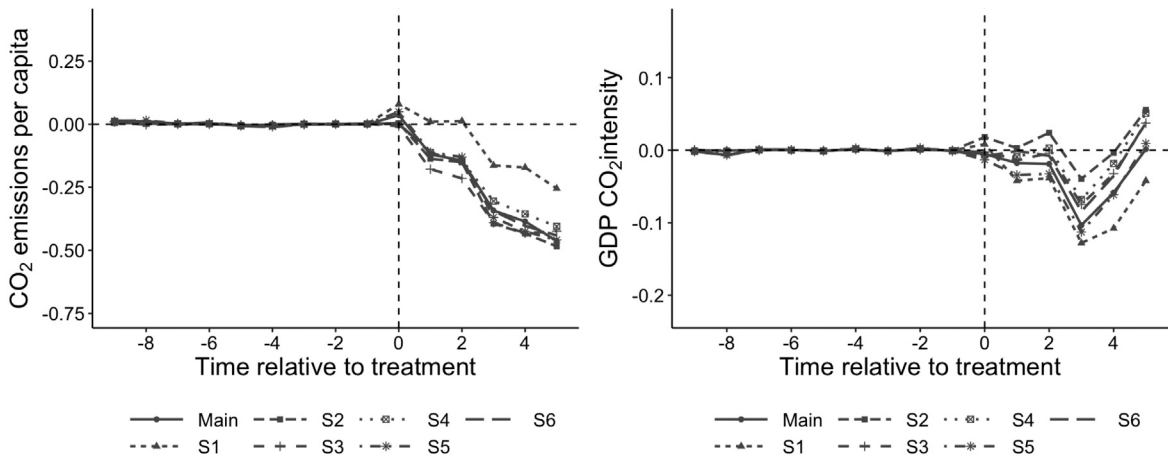 CO2 emissions per capita
0.25
0.00
-0.25
-0.50
-0.75
-8 -6 -4 -2 0 2 4
Time relative to treatment
Main S2 S4 S6
S1 S3 S5
GDP CO2intensity
0.1
0.0
-0.1
-0.2
-8 -6 -4 -2 0 2 4
Time relative to treatment
Main S2 S4 S6
S1 S3 S5